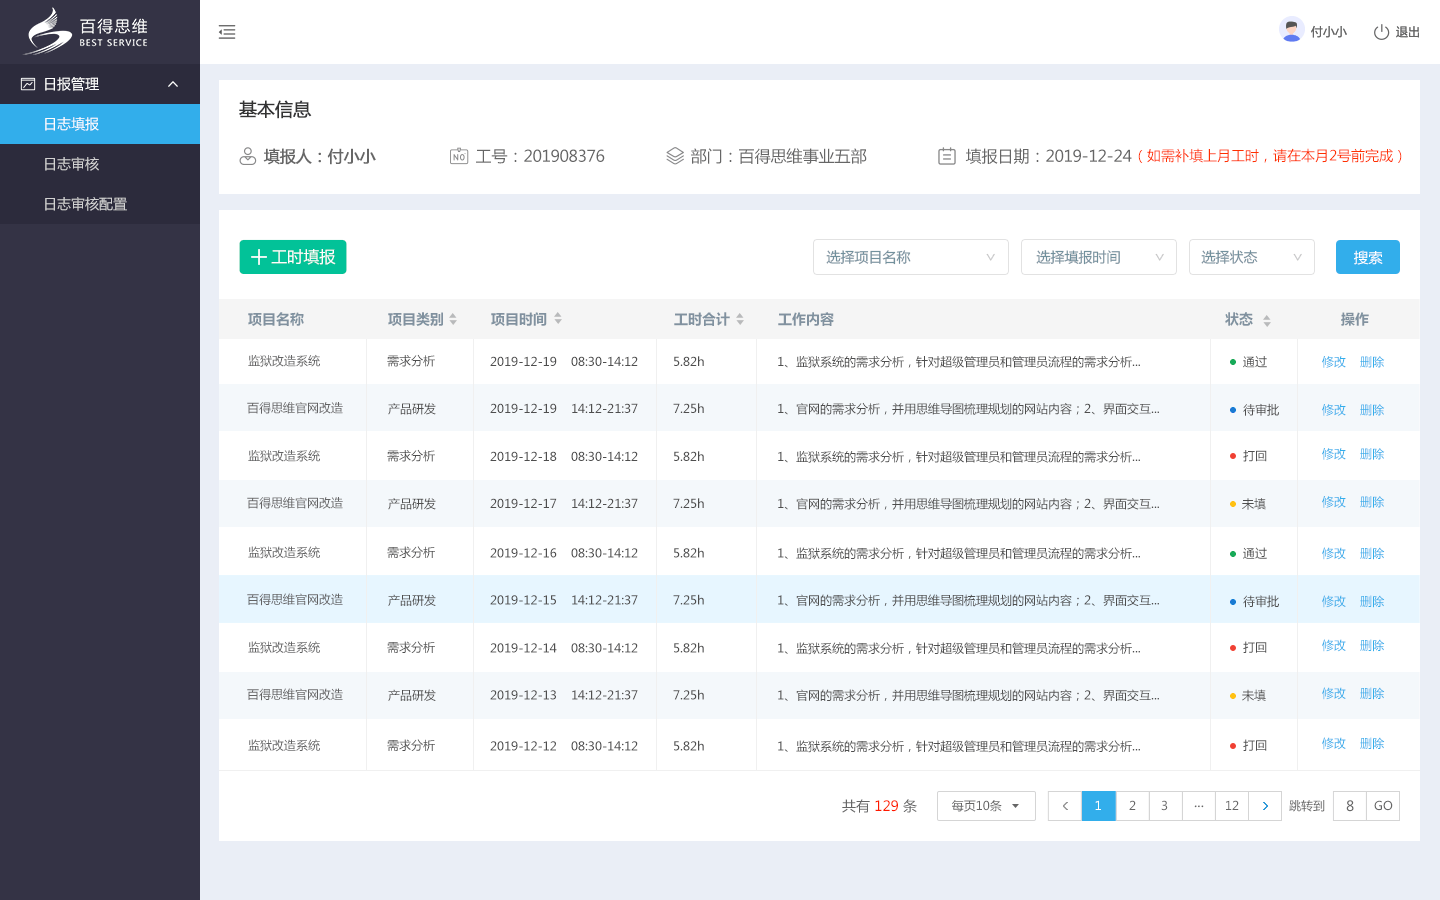 百得思维
BEST SERVICE
付小小 退出
日报管理
日志填报
日志审核
日志审核配置
基本信息
填报人：付小小 NO 工号：201908376 部门：百得思维事业五部 填报日期：2019-12-24（如需补填上月工时，请在本月2号前完成）
工时填报 选择项目名称 选择填报时间 选择状态 搜索
项目名称 项目类别 项目时间 工时合计 工作内容 状态 操作
监狱改造系统 需求分析 2019-12-19 08:30-14:12 5.82h 1、监狱系统的需求分析，针对超级管理员和管理员流程的需求分析... 通过 修改 删除
百得思维官网改造 产品研发 2019-12-19 14:12-21:37 7.25h 1、官网的需求分析，并用思维导图梳理规划的网站内容；2、界面交互... 待审批 修改 删除
监狱改造系统 需求分析 2019-12-18 08:30-14:12 5.82h 1、监狱系统的需求分析，针对超级管理员和管理员流程的需求分析... 打回 修改 删除
百得思维官网改造 产品研发 2019-12-17 14:12-21:37 7.25h 1、官网的需求分析，并用思维导图梳理规划的网站内容；2、界面交互... 未填 修改 删除
监狱改造系统 需求分析 2019-12-16 08:30-14:12 5.82h 1、监狱系统的需求分析，针对超级管理员和管理员流程的需求分析... 通过 修改 删除
百得思维官网改造 产品研发 2019-12-15 14:12-21:37 7.25h 1、官网的需求分析，并用思维导图梳理规划的网站内容；2、界面交互... 待审批 修改 删除
监狱改造系统 需求分析 2019-12-14 08:30-14:12 5.82h 1、监狱系统的需求分析，针对超级管理员和管理员流程的需求分析... 打回 修改 删除
百得思维官网改造 产品研发 2019-12-13 14:12-21:37 7.25h 1、官网的需求分析，并用思维导图梳理规划的网站内容；2、界面交互... 未填 修改 删除
监狱改造系统 需求分析 2019-12-12 08:30-14:12 5.82h 1、监狱系统的需求分析，针对超级管理员和管理员流程的需求分析... 打回 修改 删除
共有 129 条 每页10条 < 1 2 3 ··· 12 > 跳转到 8 GO